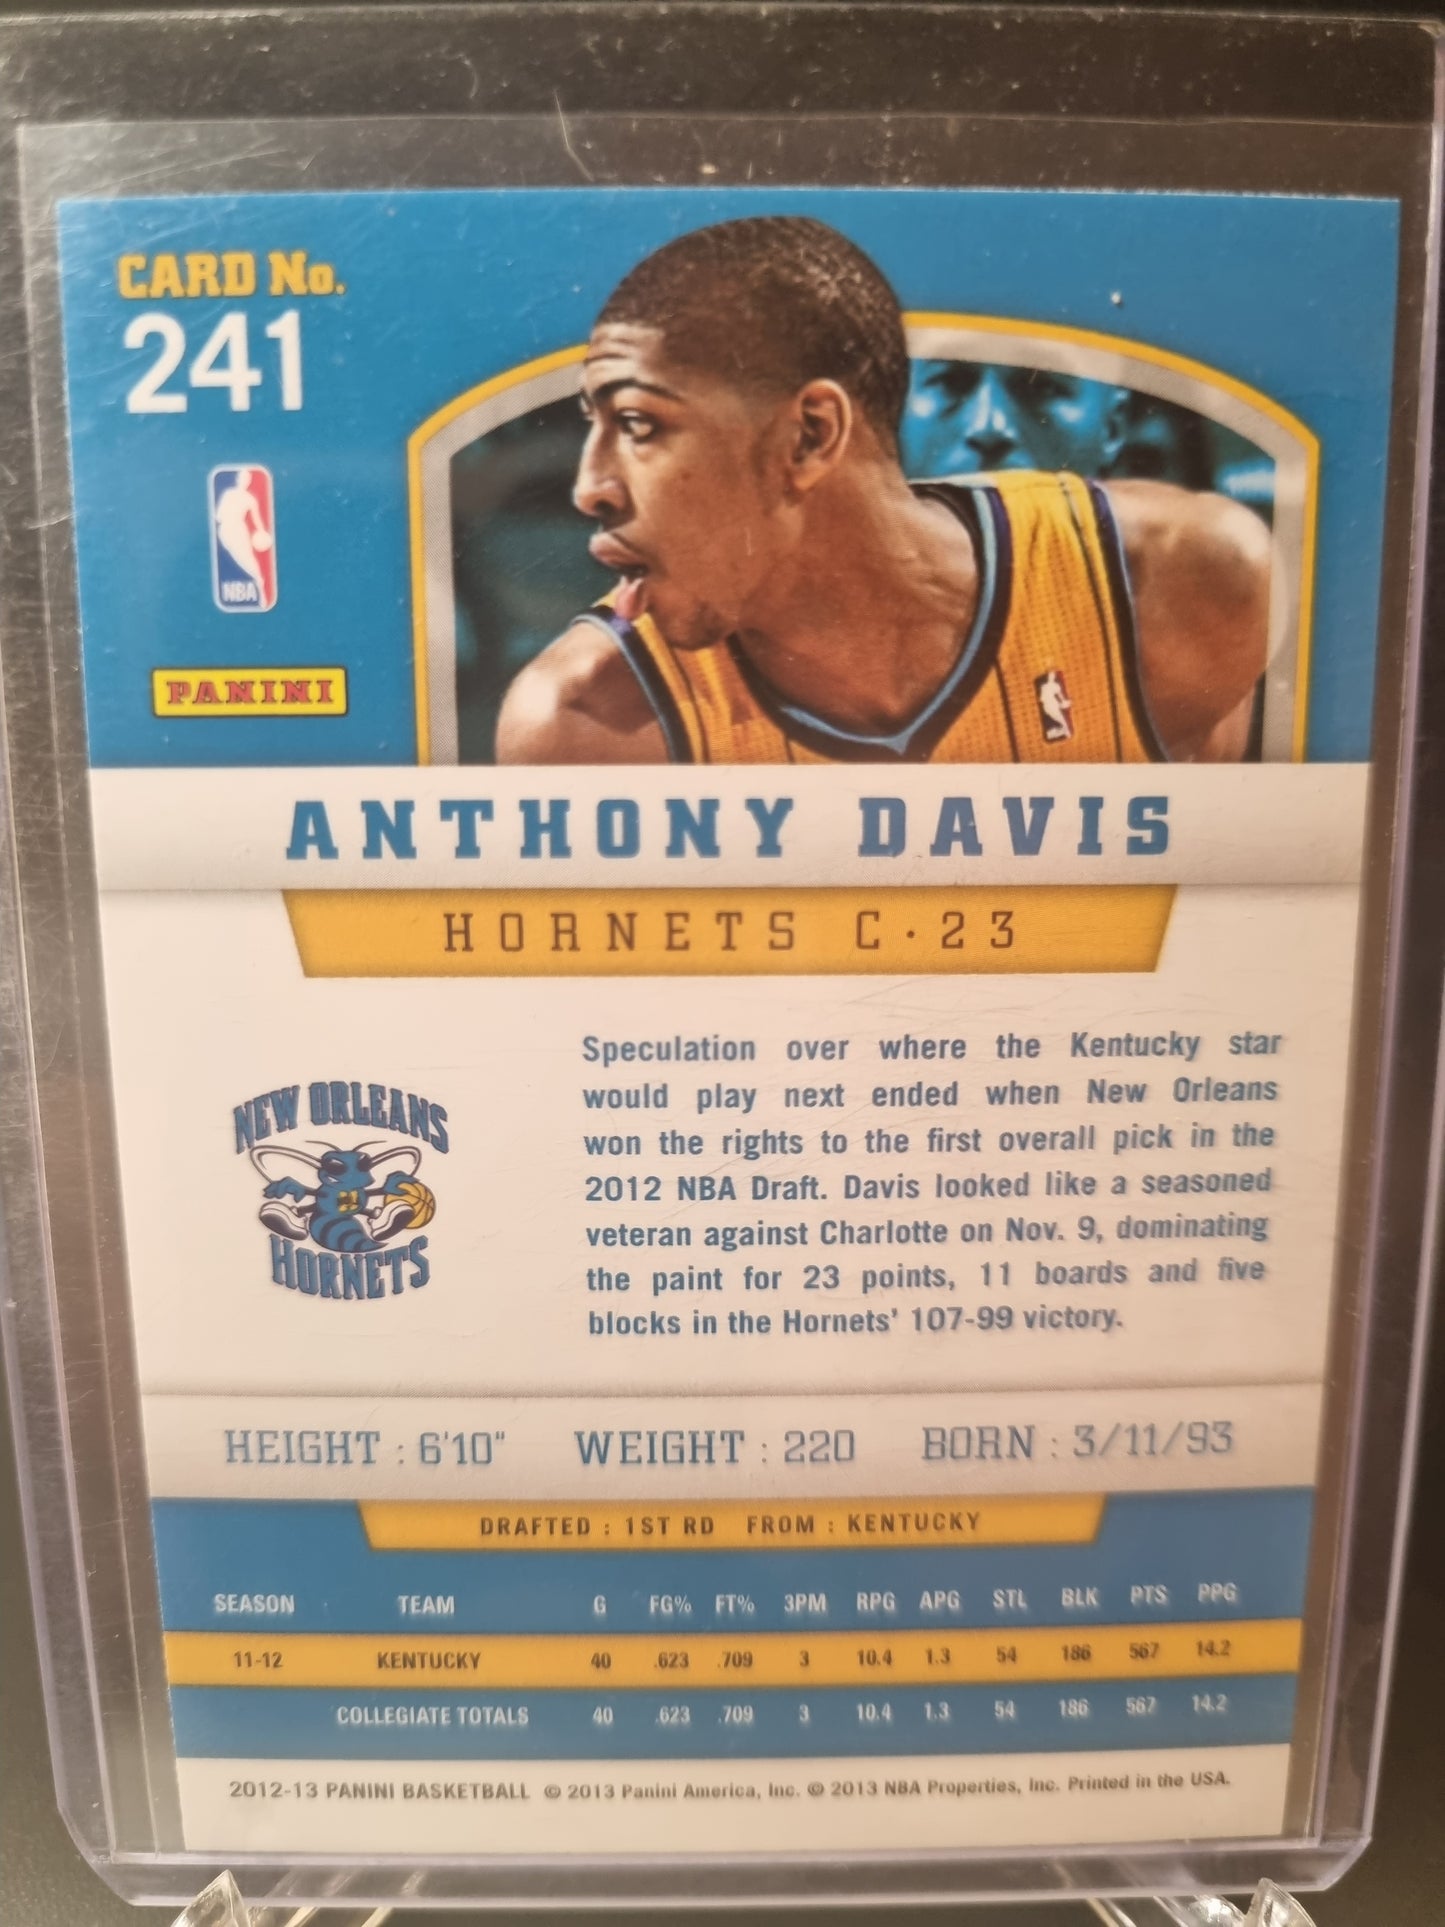 CARD No.
241
NBA
PANINI
ANTHONY DAVIS
HORNETS C·23
Speculation over where the Kentucky star
would play next ended when New Orleans
won the rights to the first overall pick in the
2012 NBA Draft. Davis looked like a seasoned
veteran against Charlotte on Nov. 9, dominating
the paint for 23 points, 11 boards and five
blocks in the Hornets' 107-99 victory.
NEW ORLEANS
HORNETS
HEIGHT : 6'10" WEIGHT : 220 BORN : 3/11/93
DRAFTED : 1ST RD FROM : KENTUCKY
SEASON TEAM G FG% FT% 3PM RPG APG STL BLK PTS PPG
11-12 KENTUCKY 40 .623 .709 3 10.4 1.3 54 186 567 14.2
COLLEGIATE TOTALS 40 .623 .709 3 10.4 1.3 54 186 567 14.2
2012-13 PANINI BASKETBALL © 2013 Panini America, Inc. © 2013 NBA Properties, Inc. Printed in the USA.